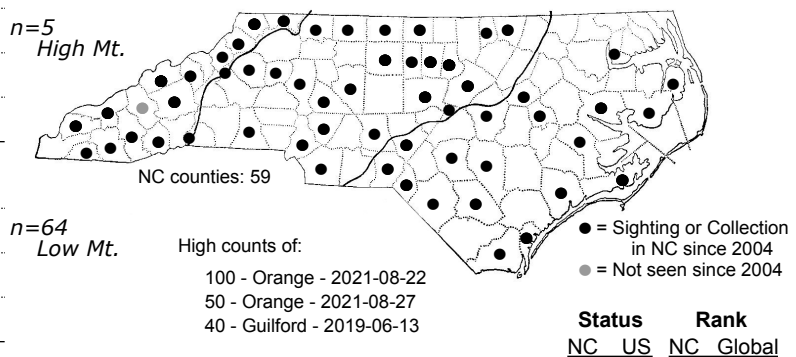 n=5
High Mt.
NC counties: 59
n=64
Low Mt.
High counts of:
100 - Orange - 2021-08-22
50 - Orange - 2021-08-27
40 - Guilford - 2019-06-13
● = Sighting or Collection
in NC since 2004
● = Not seen since 2004
Status Rank
NC US NC Global